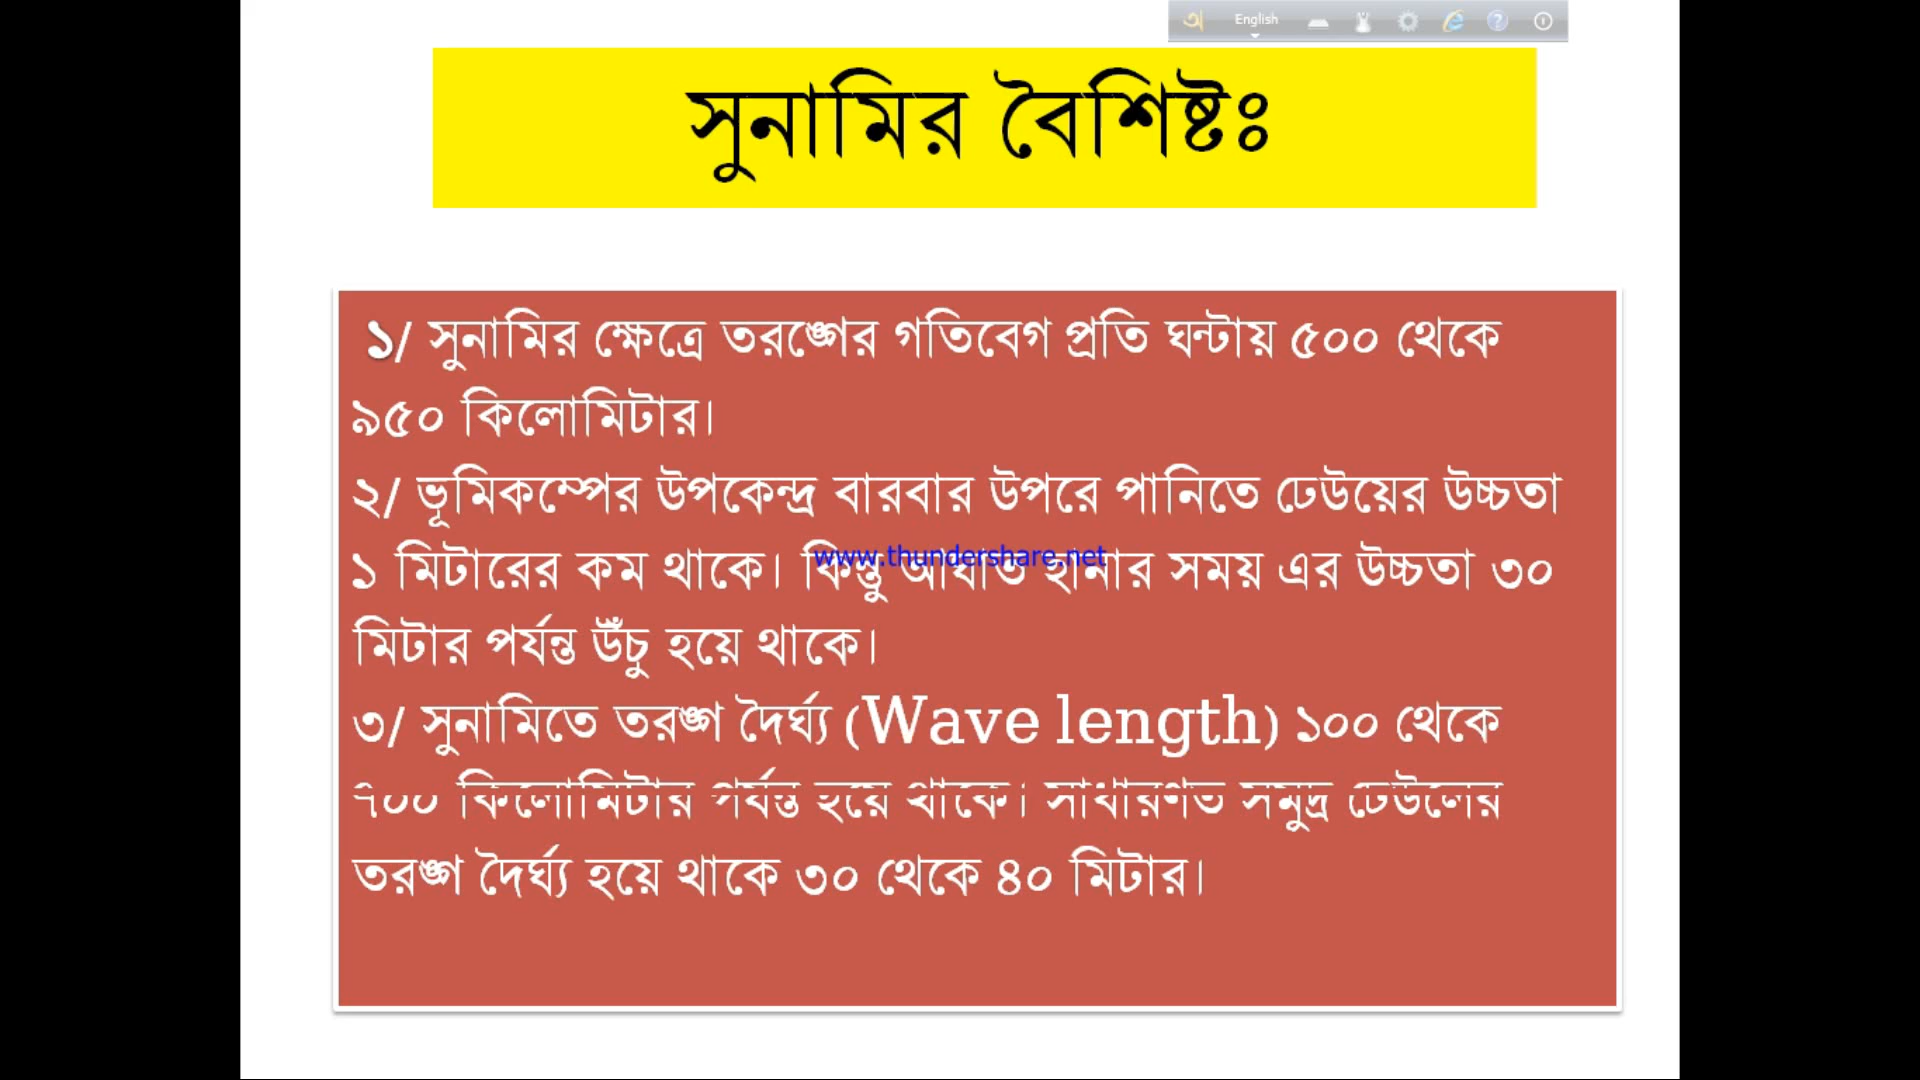 English
সুনামির বৈশিষ্টঃ
১/ সুনামির ক্ষেত্রে তরঙ্গের গতিবেগ প্রতি ঘন্টায় ৫০০ থেকে
৯৫০ কিলোমিটার।
২/ ভূমিকম্পের উপকেন্দ্র বারবার উপরে পানিতে ঢেউয়ের উচ্চতা
১ মিটারের কম থাকে। কিন্তু আঘাত হানার সময় এর উচ্চতা ৩০
www.thundershare.net
মিটার পর্যন্ত উঁচু হয়ে থাকে।
৩/ সুনামিতে তরঙ্গ দৈর্ঘ্য (Wave length) ১০০ থেকে
৭০০ কিলোমিটার পর্যন্ত হয়ে থাকে। সাধারণত সমুদ্র ঢেউলের
তরঙ্গ দৈর্ঘ্য হয়ে থাকে ৩০ থেকে ৪০ মিটার।